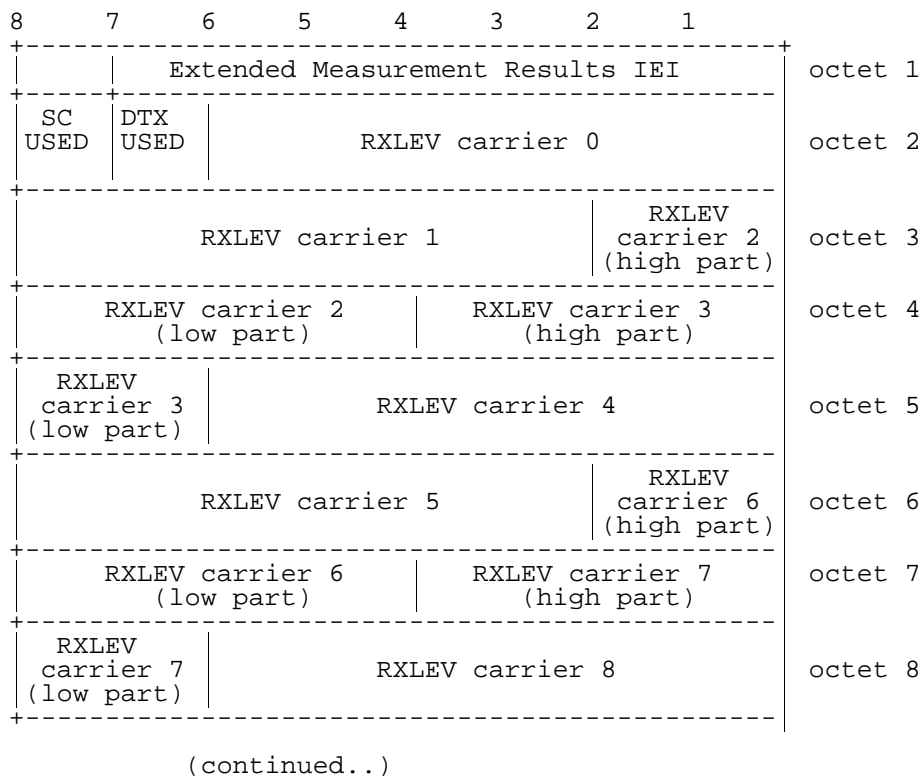 8 7 6 5 4 3 2 1
Extended Measurement Results IEI octet 1
SC DTX
USED USED RXLEV carrier 0 octet 2
RXLEV
RXLEV carrier 1 carrier 2 octet 3
(high part)
RXLEV carrier 2 RXLEV carrier 3 octet 4
(low part) (high part)
RXLEV
carrier 3 RXLEV carrier 4 octet 5
(low part)
RXLEV
RXLEV carrier 5 carrier 6 octet 6
(high part)
RXLEV carrier 6 RXLEV carrier 7 octet 7
(low part) (high part)
RXLEV
carrier 7 RXLEV carrier 8 octet 8
(low part)
(continued..)